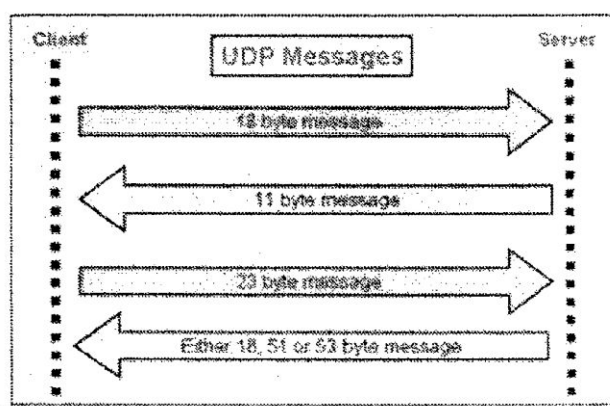 Client
Server
UDP Messages
18 byte message
11 byte message
23 byte message
Either 18, 51 or 53 byte message